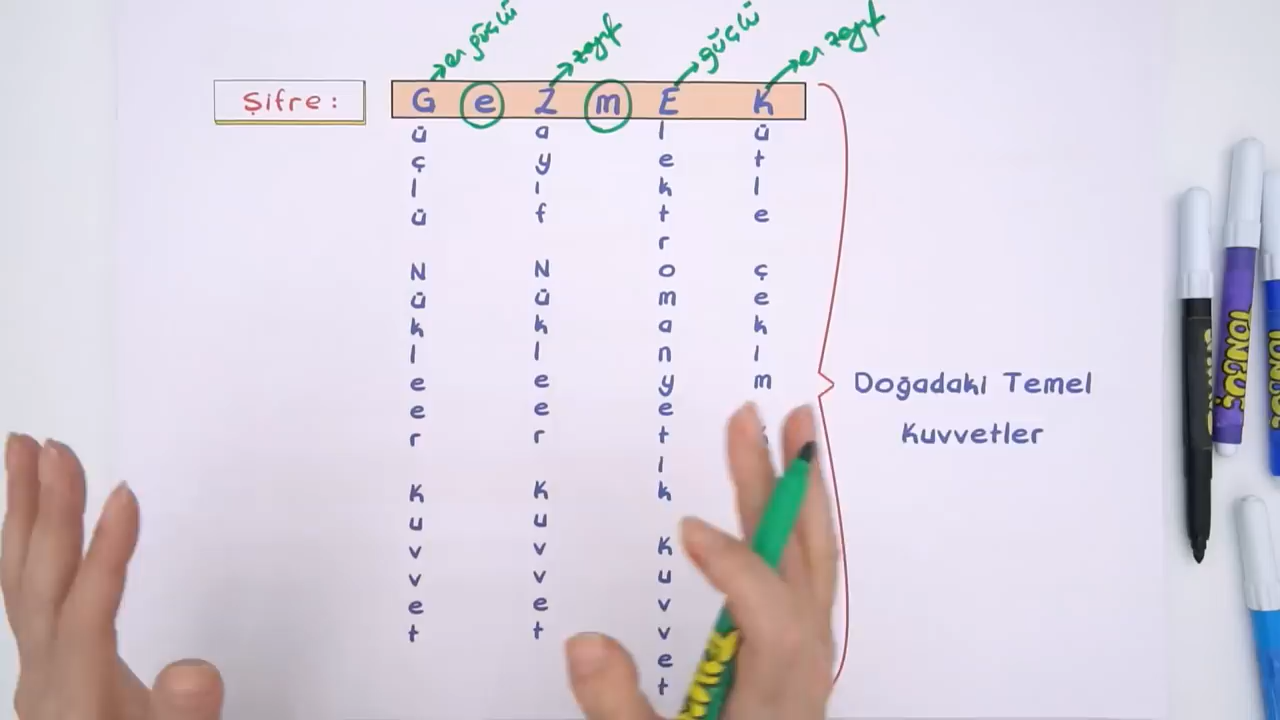 en güçlü
zayıf
güçlü
en zayıf
Şifre:
G e Z m E K
Güçlü Nükleer Kuvvet
Zayıf Nükleer Kuvvet
Elektromanyetik Kuvvet
Kütle çekim
Doğadaki Temel
Kuvvetler
TONGUÇ